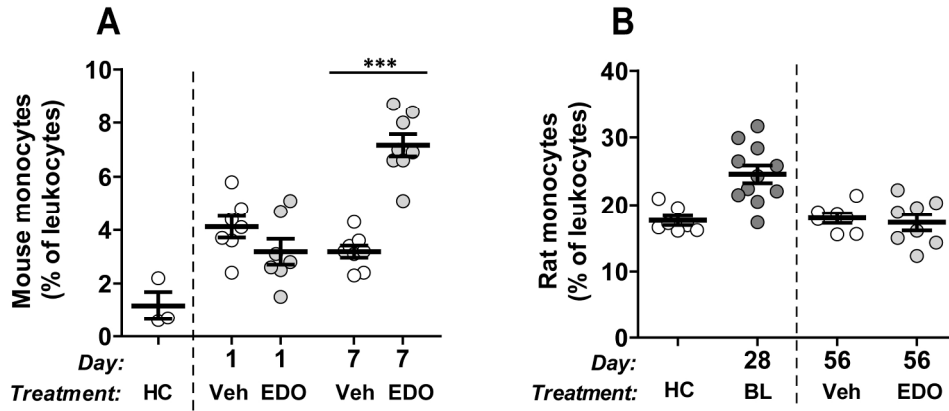 A
Mouse monocytes
(% of leukocytes)
10
8
6
4
2
0
***
Day: 1 1 7 7
Treatment: HC Veh EDO Veh EDO
B
Rat monocytes
(% of leukocytes)
40
30
20
10
0
Day: 28 56 56
Treatment: HC BL Veh EDO